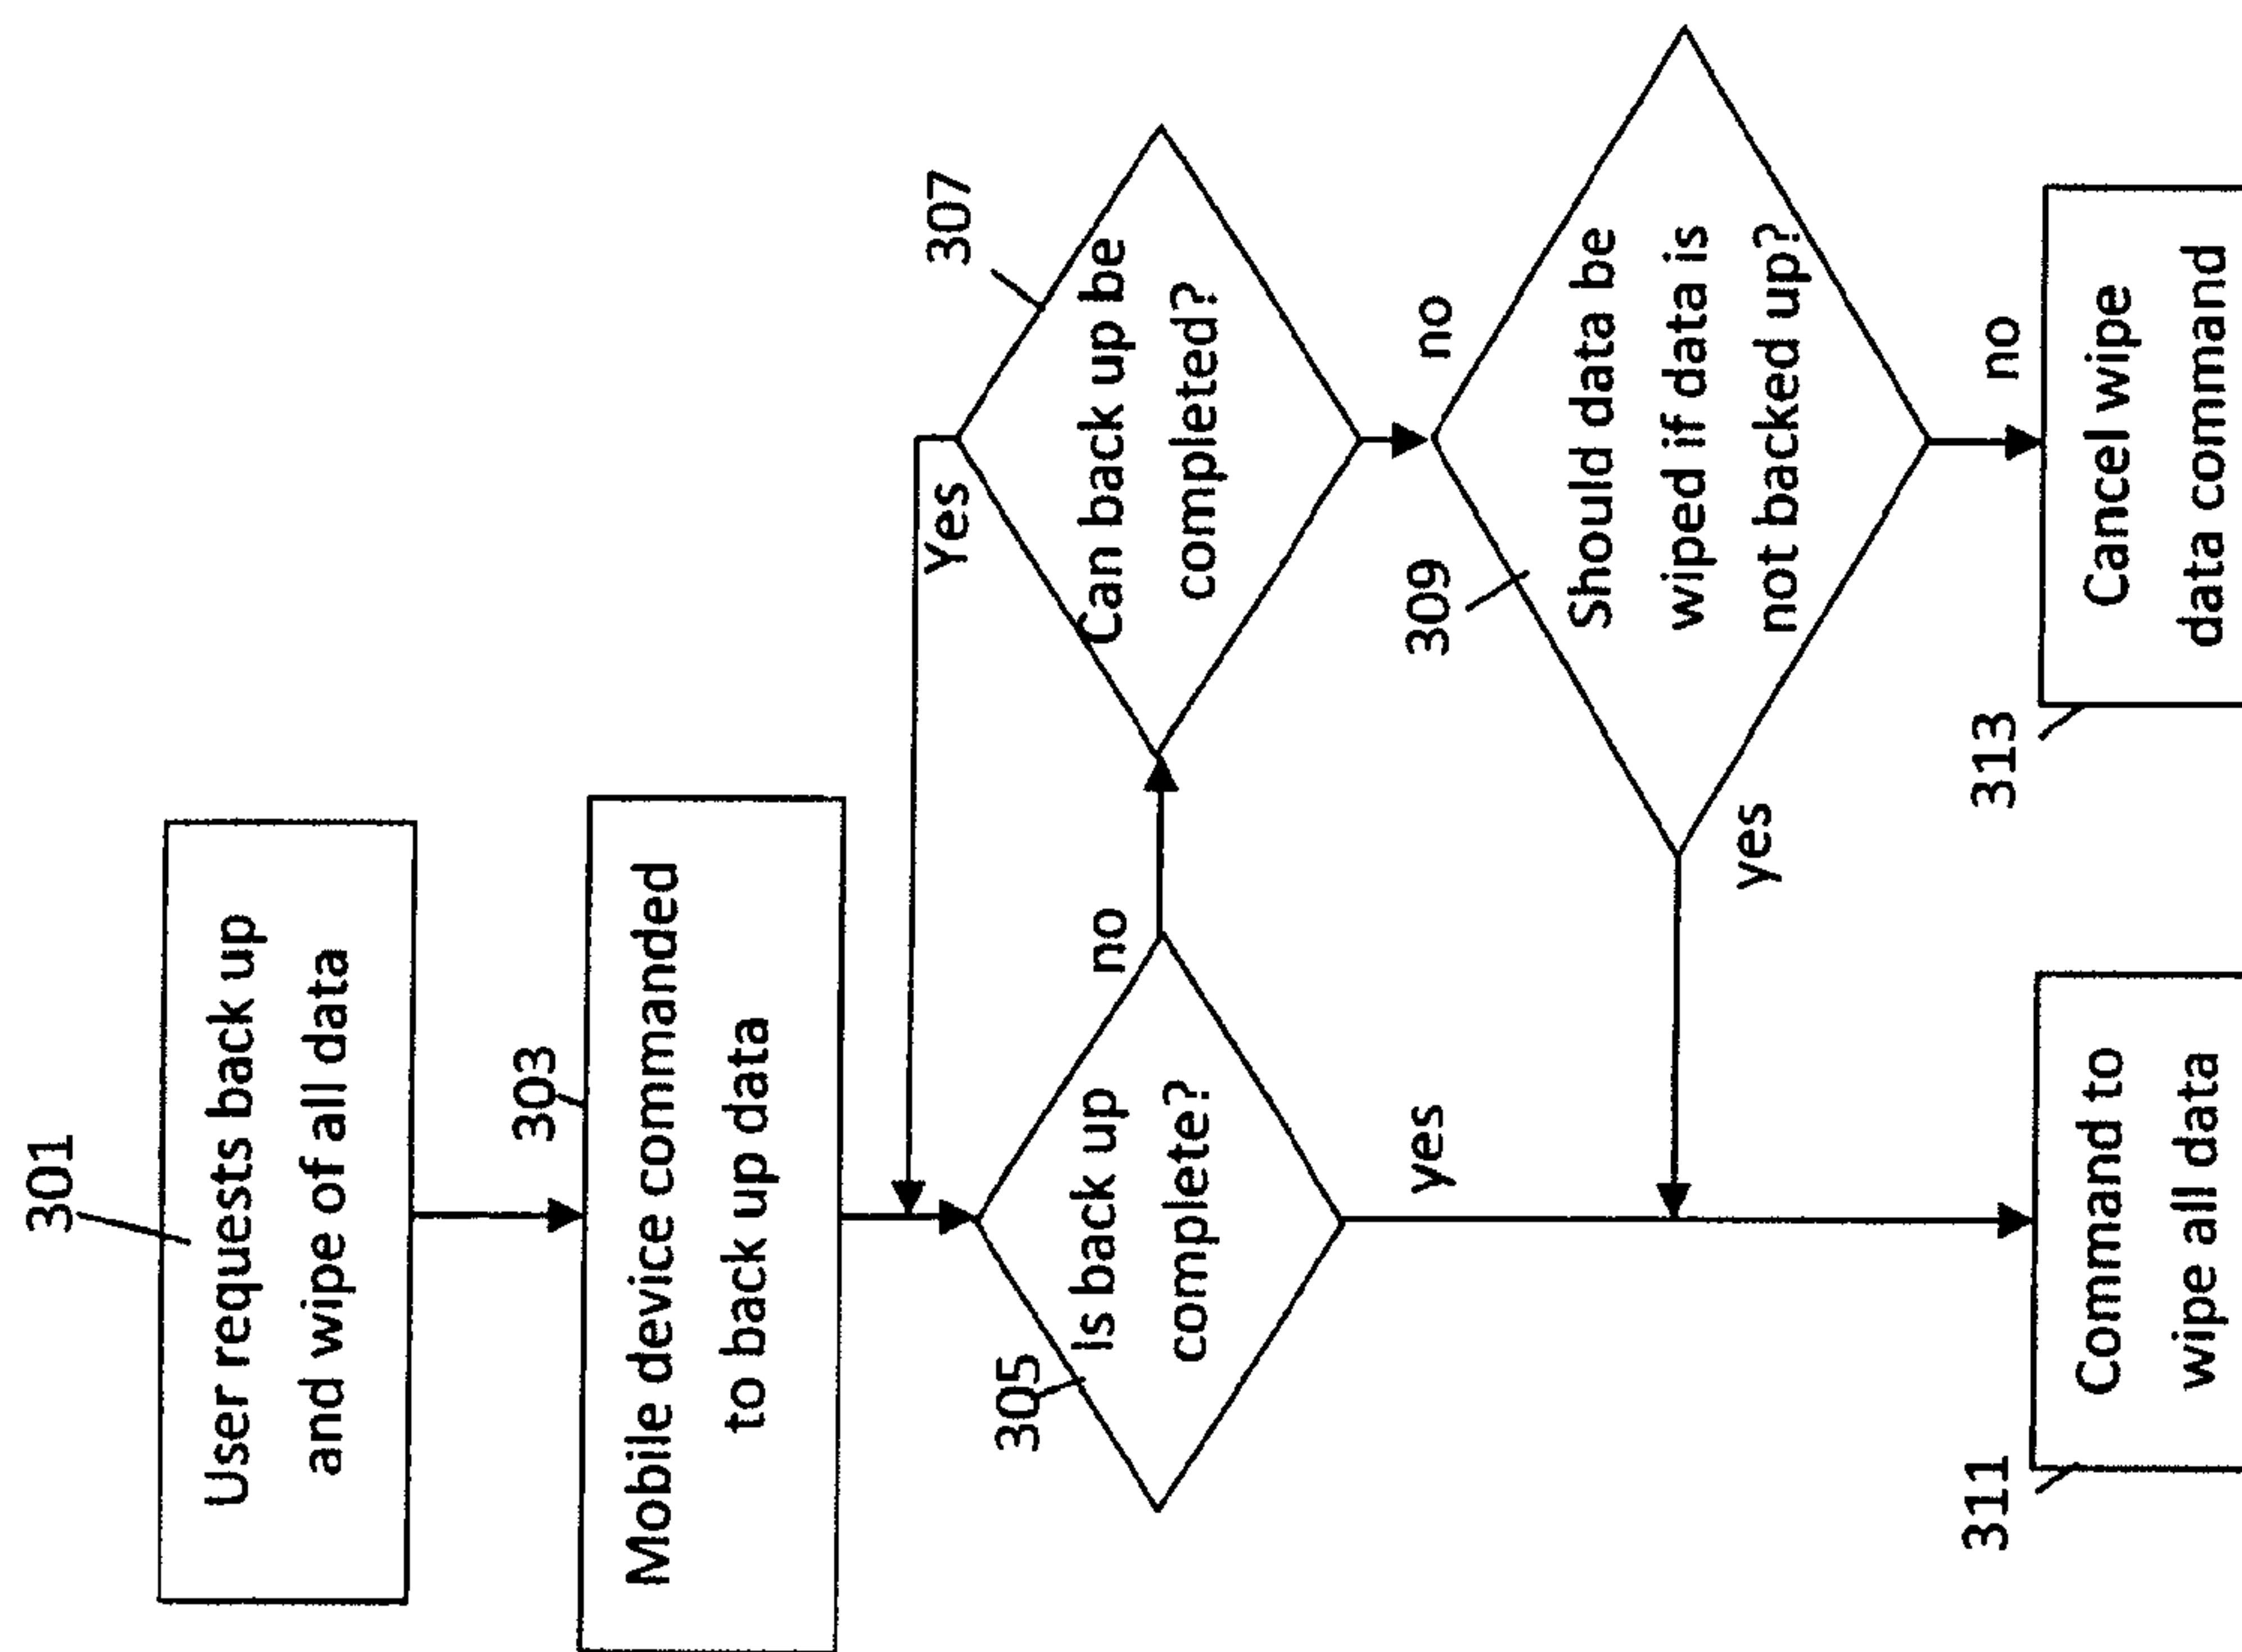 301
User requests back up
and wipe of all data
303
Mobile device commanded
to back up data
305
Is back up
complete?
no
Yes
307
Can back up be
completed?
no
yes
309
Should data be
wiped if data is
not backed up?
yes
no
311
Command to
wipe all data
313
Cancel wipe
data command